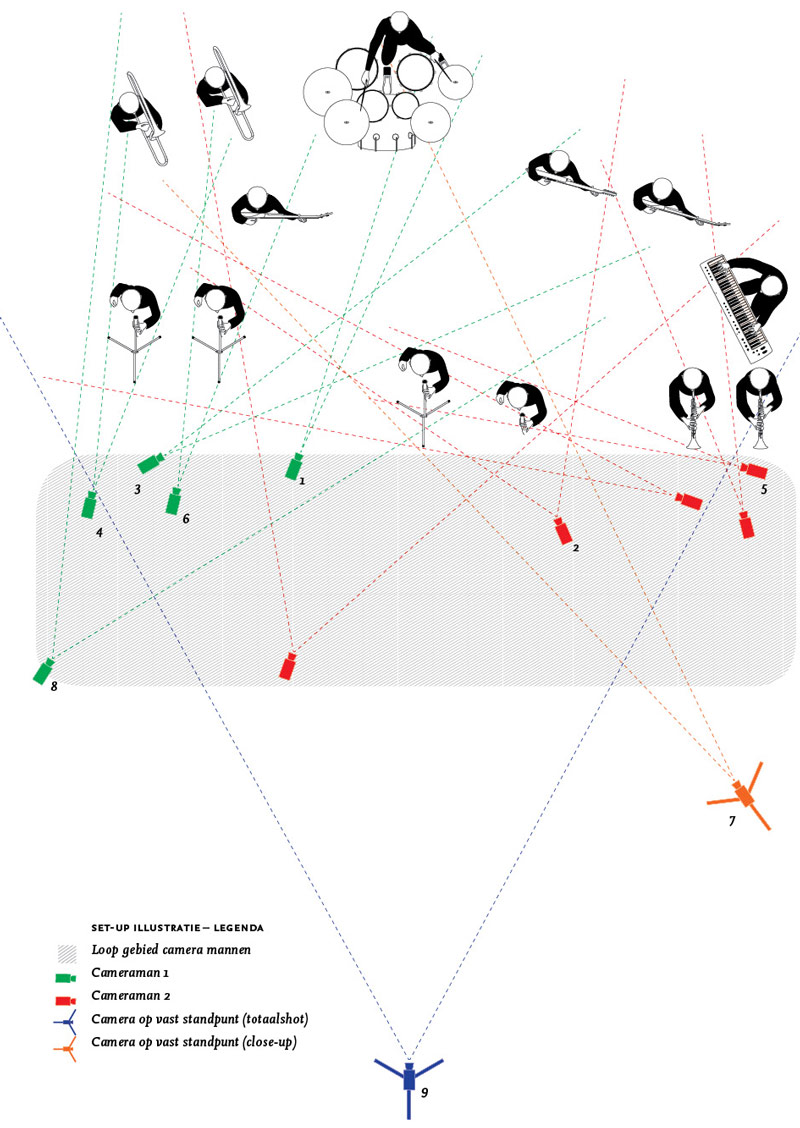 1
3
5
4
6
2
8
7
SET-UP ILLUSTRATIE – LEGENDA
Loop gebied camera mannen
Cameraman 1
Cameraman 2
Camera op vast standpunt (totaalshot)
Camera op vast standpunt (close-up)
9